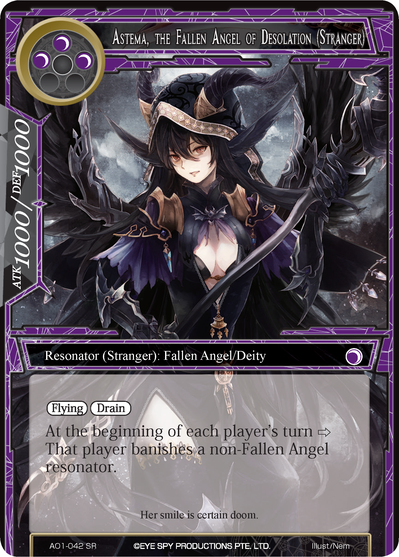 Astema, the Fallen Angel of Desolation (Stranger)
ATK 1000 / DEF 1000
Resonator (Stranger): Fallen Angel/Deity
Flying Drain
At the beginning of each player's turn ⇨
That player banishes a non-Fallen Angel
resonator.
Her smile is certain doom.
AO1-042 SR ©EYE SPY PRODUCTIONS PTE. LTD. Illust/Nem